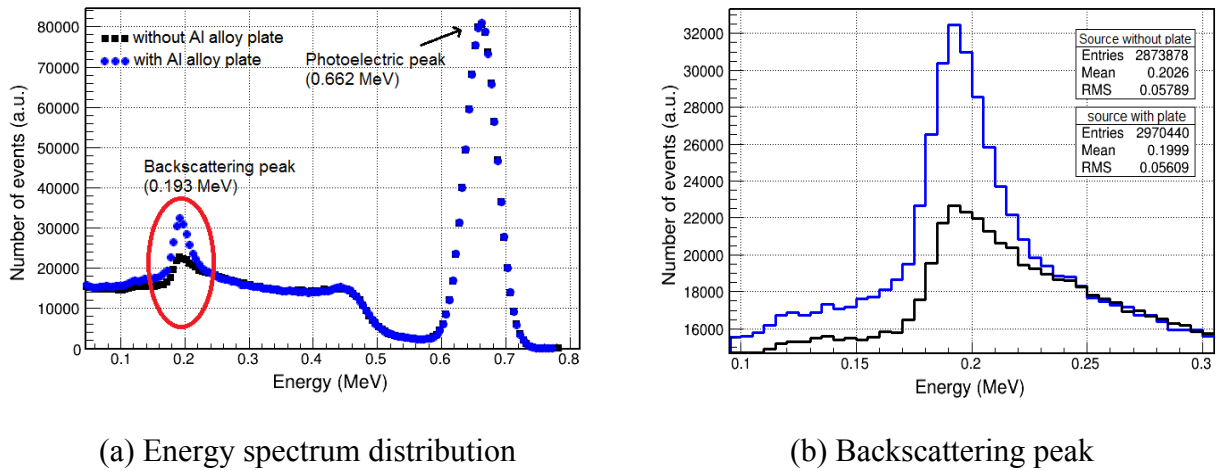 80000
70000
60000
50000
40000
30000
20000
10000
0
Number of events (a.u.)
without Al alloy plate
with Al alloy plate
Photoelectric peak
(0.662 MeV)
Backscattering peak
(0.193 MeV)
0.1 0.2 0.3 0.4 0.5 0.6 0.7 0.8
Energy (MeV)
(a) Energy spectrum distribution
32000
30000
28000
26000
24000
22000
20000
18000
16000
Number of events (a.u.)
Source without plate
Entries 2873878
Mean 0.2026
RMS 0.05789
source with plate
Entries 2970440
Mean 0.1999
RMS 0.05609
0.1 0.15 0.2 0.25 0.3
Energy (MeV)
(b) Backscattering peak